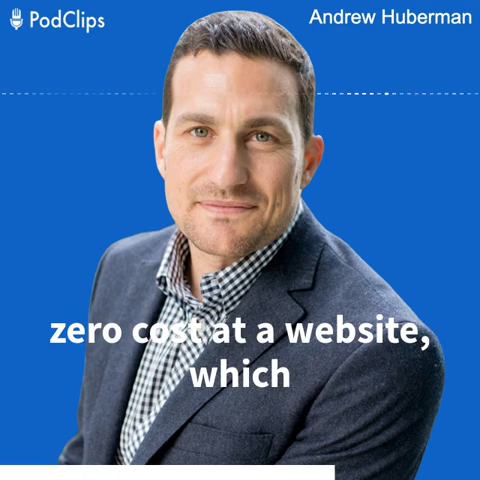 PodClips
Andrew Huberman
zero cost at a website,
which